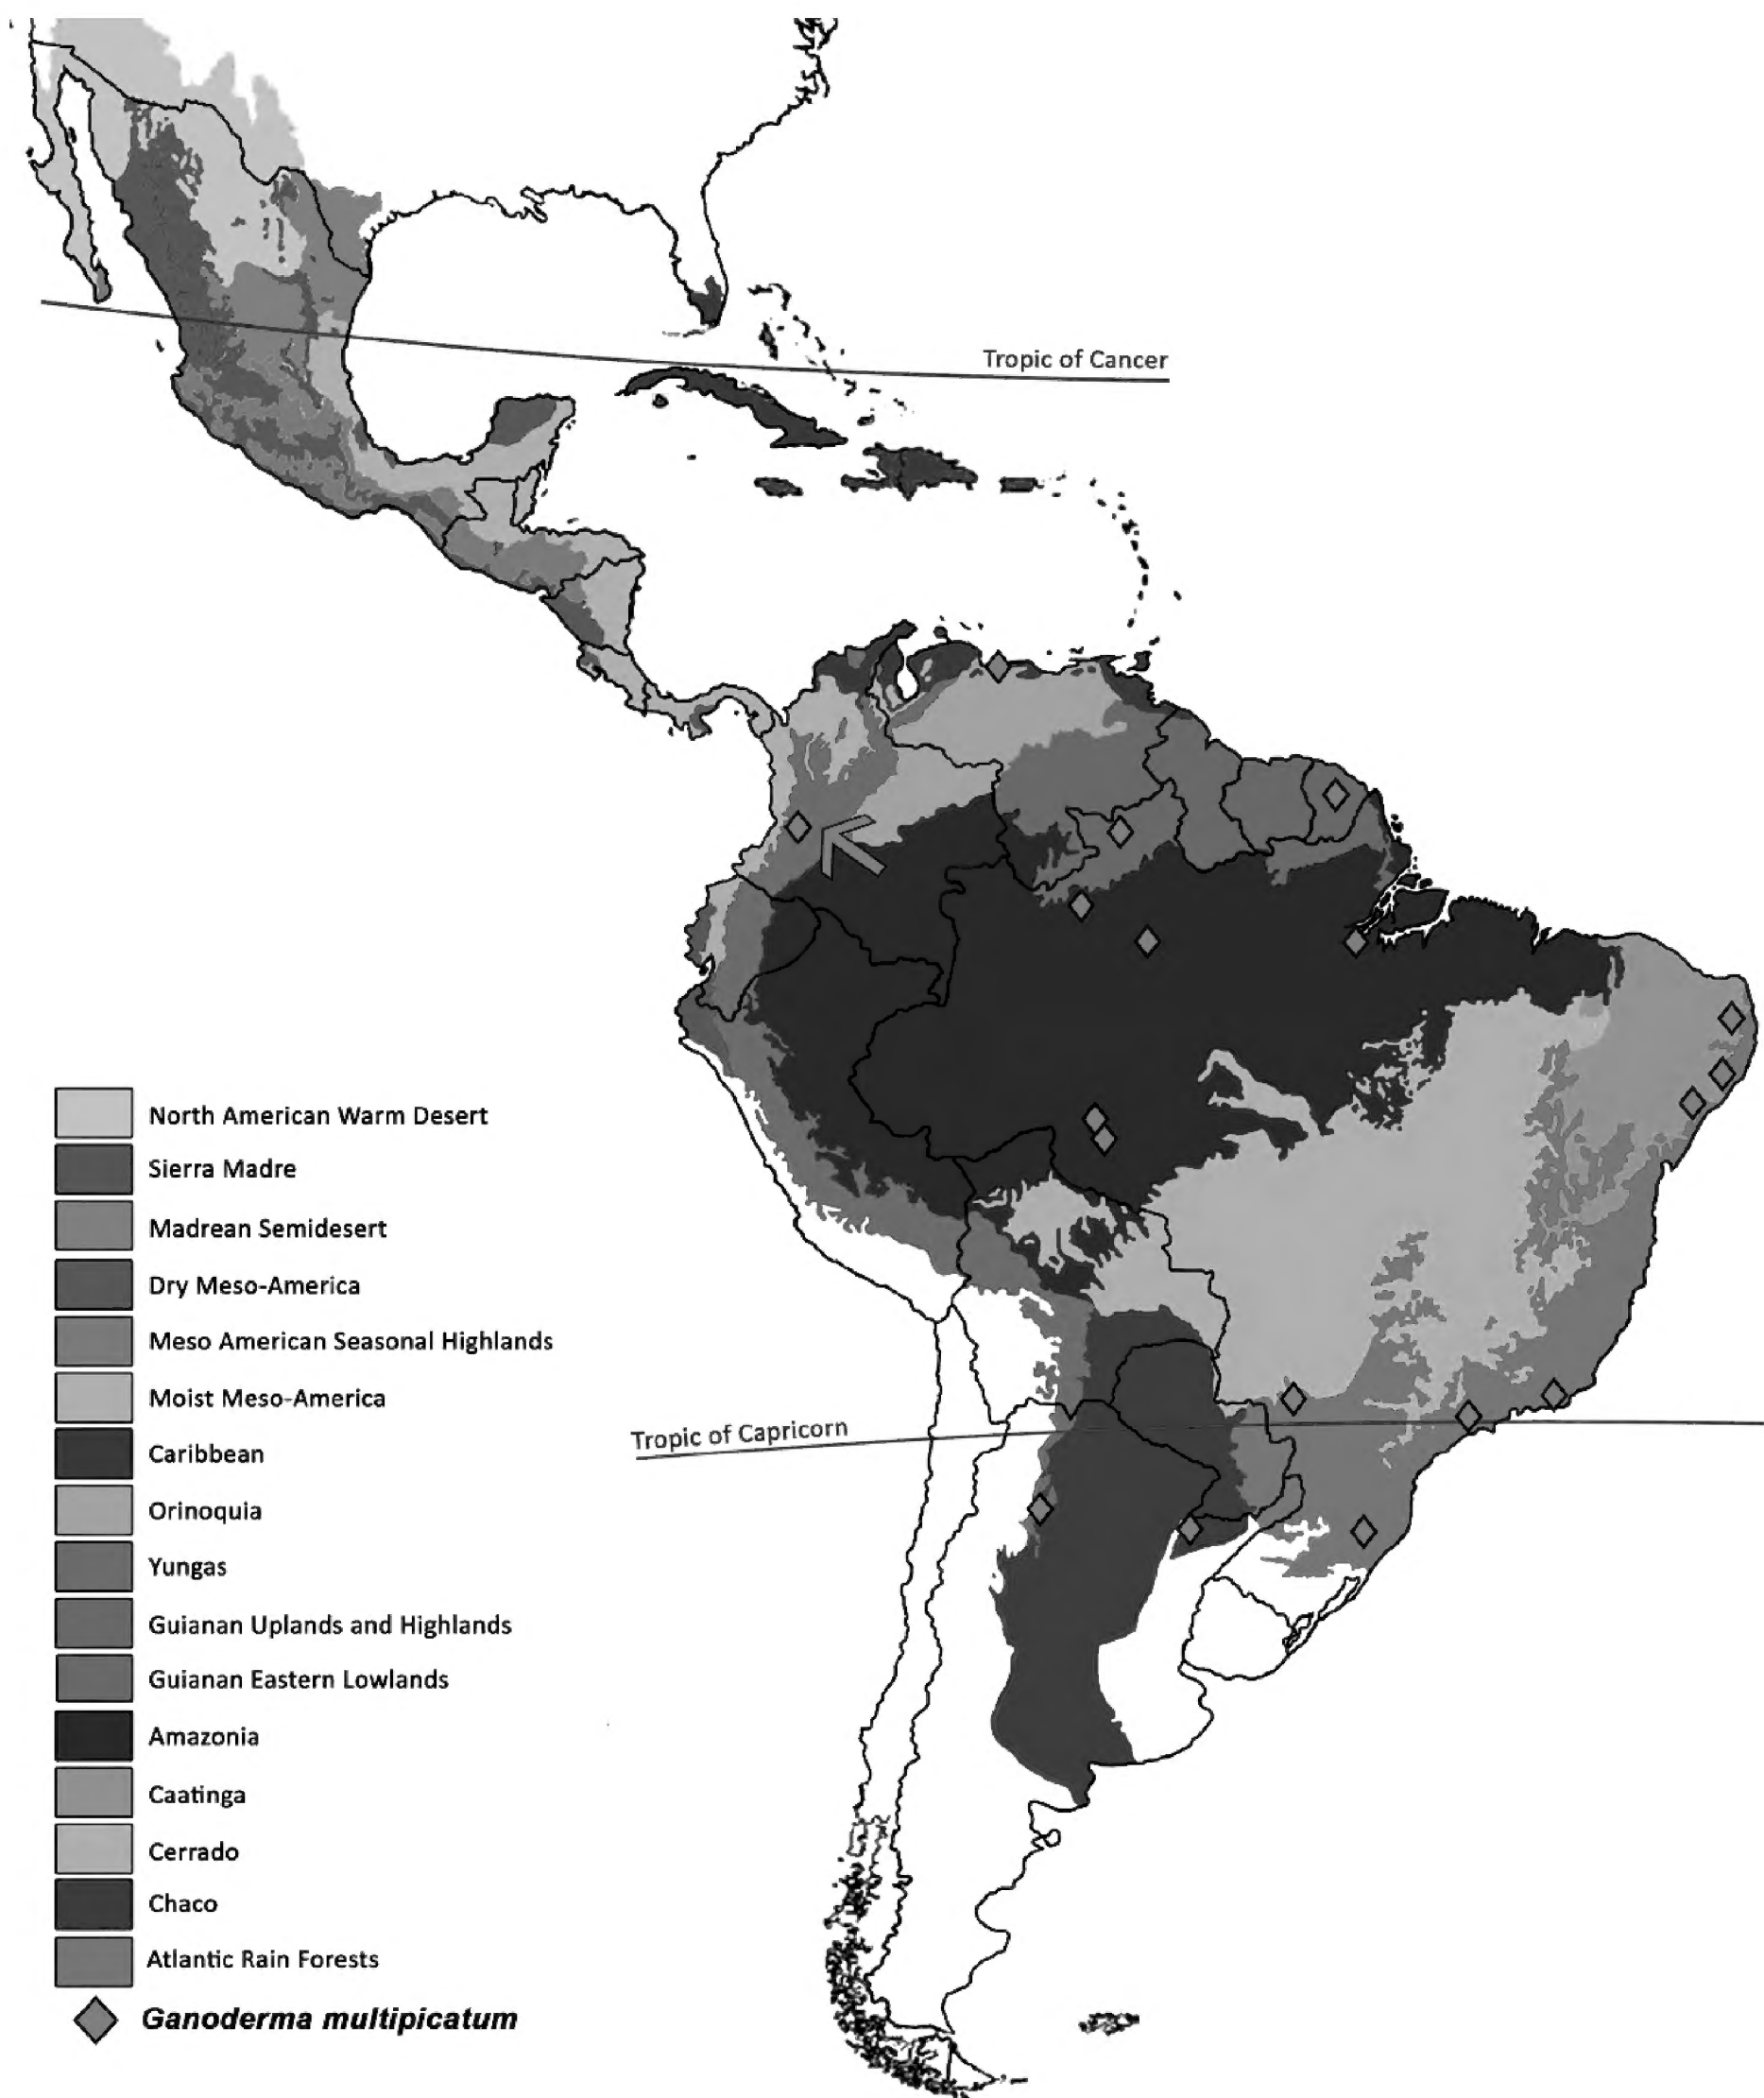 Tropic of Cancer
Tropic of Capricorn
North American Warm Desert
Sierra Madre
Madrean Semidesert
Dry Meso-America
Meso American Seasonal Highlands
Moist Meso-America
Caribbean
Orinoquia
Yungas
Guianan Uplands and Highlands
Guianan Eastern Lowlands
Amazonia
Caatinga
Cerrado
Chaco
Atlantic Rain Forests
Ganoderma multipicatum